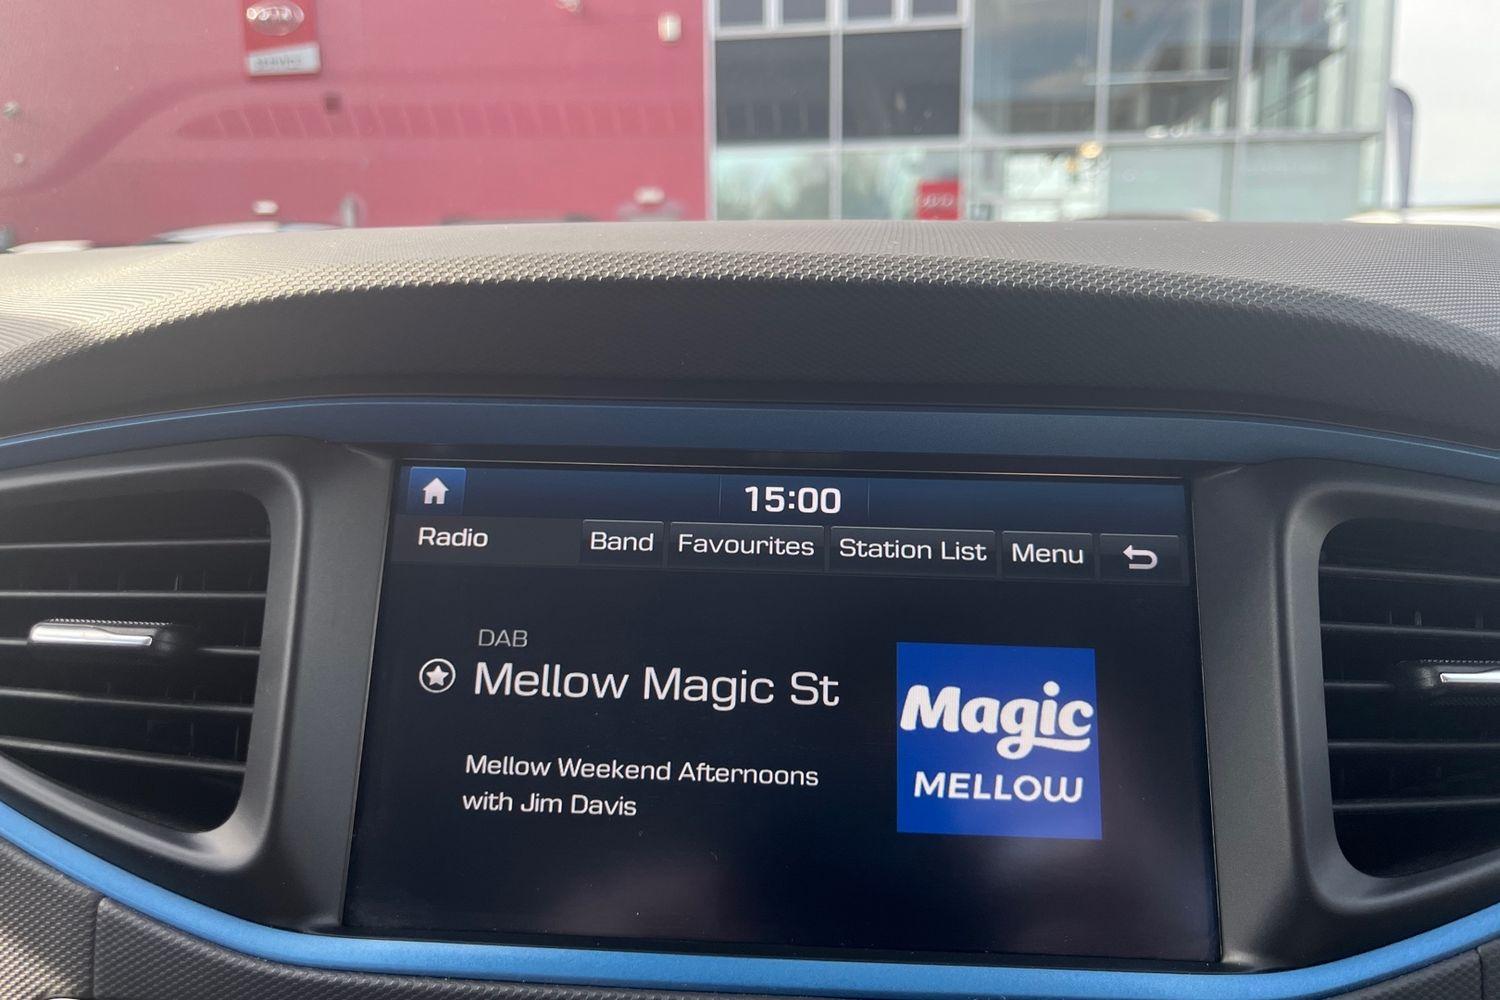 SERVICE
15:00
Radio
Band
Favourites
Station List
Menu
DAB
Mellow Magic St
Mellow Weekend Afternoons
with Jim Davis
Magic
MELLOW